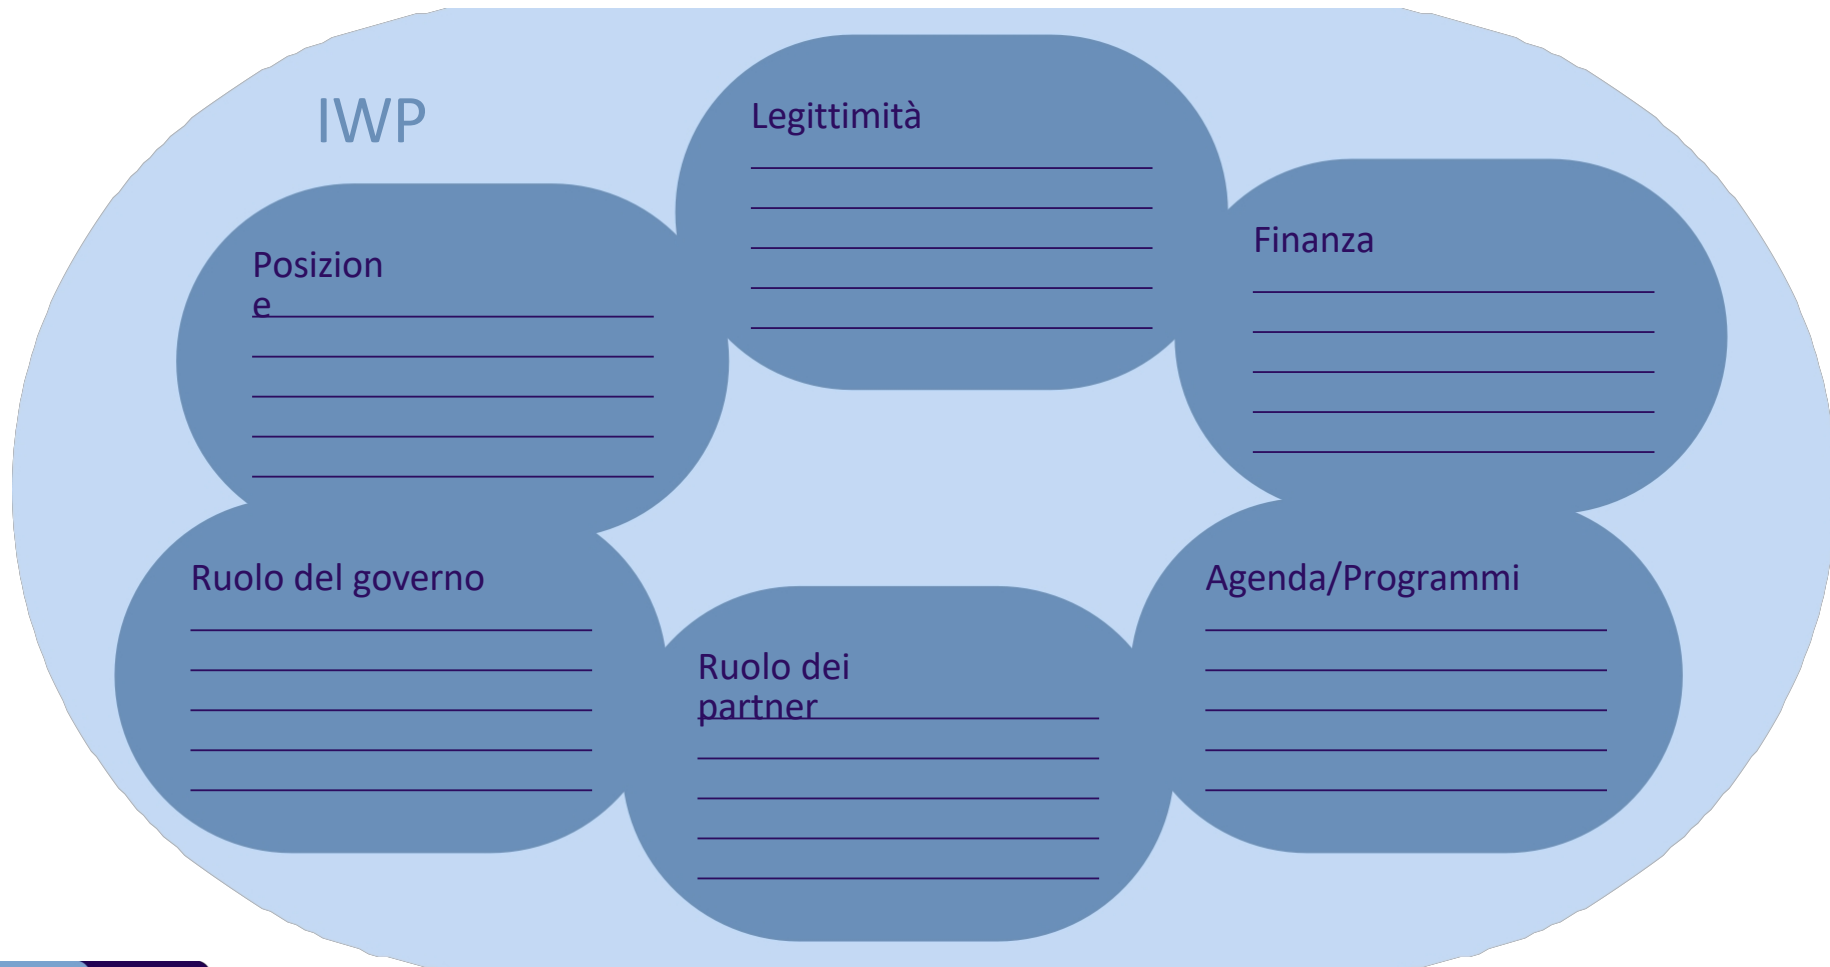 IWP
Legittimità
Finanza
Posizion
e
Ruolo del governo
Agenda/Programmi
Ruolo dei
partner